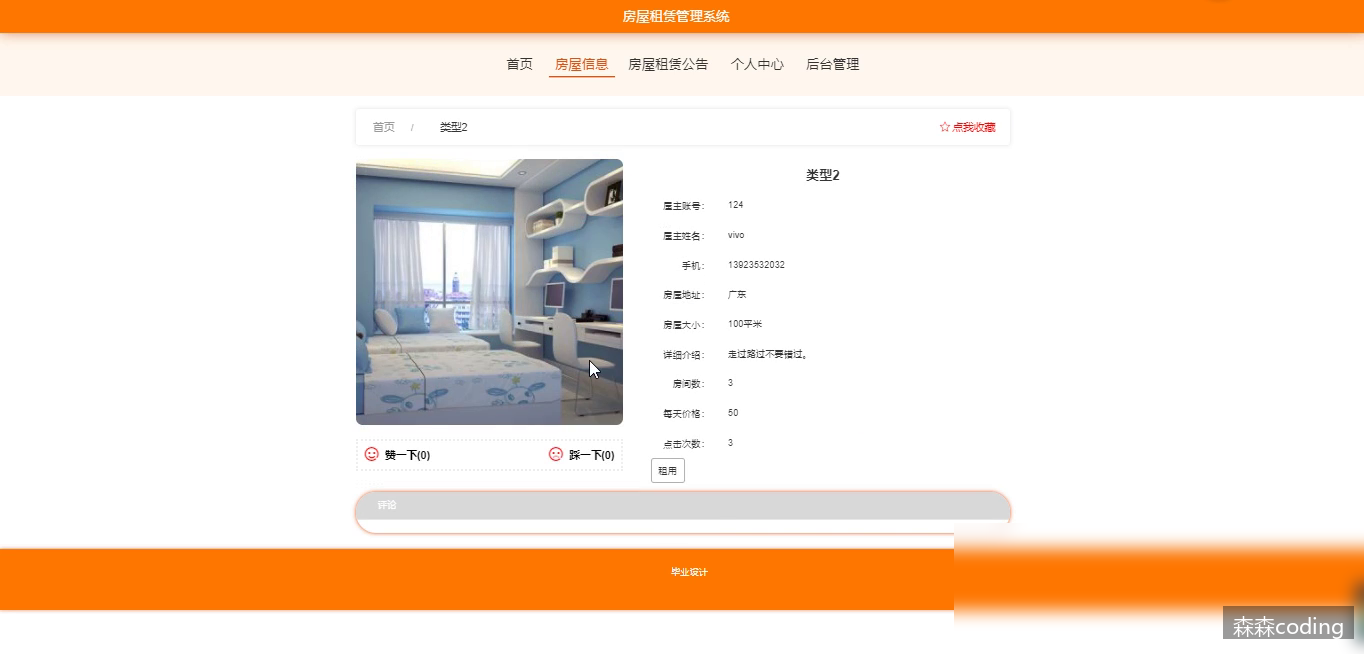 房屋租赁管理系统
首页 房屋信息 房屋租赁公告 个人中心 后台管理
首页 / 类型2 ☆ 点我收藏
类型2
屋主账号: 124
屋主姓名: vivo
手机: 13923532032
房屋地址: 广东
房屋大小: 100平米
详细介绍: 走过路过不要错过。
房间数: 3
每天价格: 50
点击次数: 3
赞一下(0) 踩一下(0)
租用
评论
毕业设计
森森coding